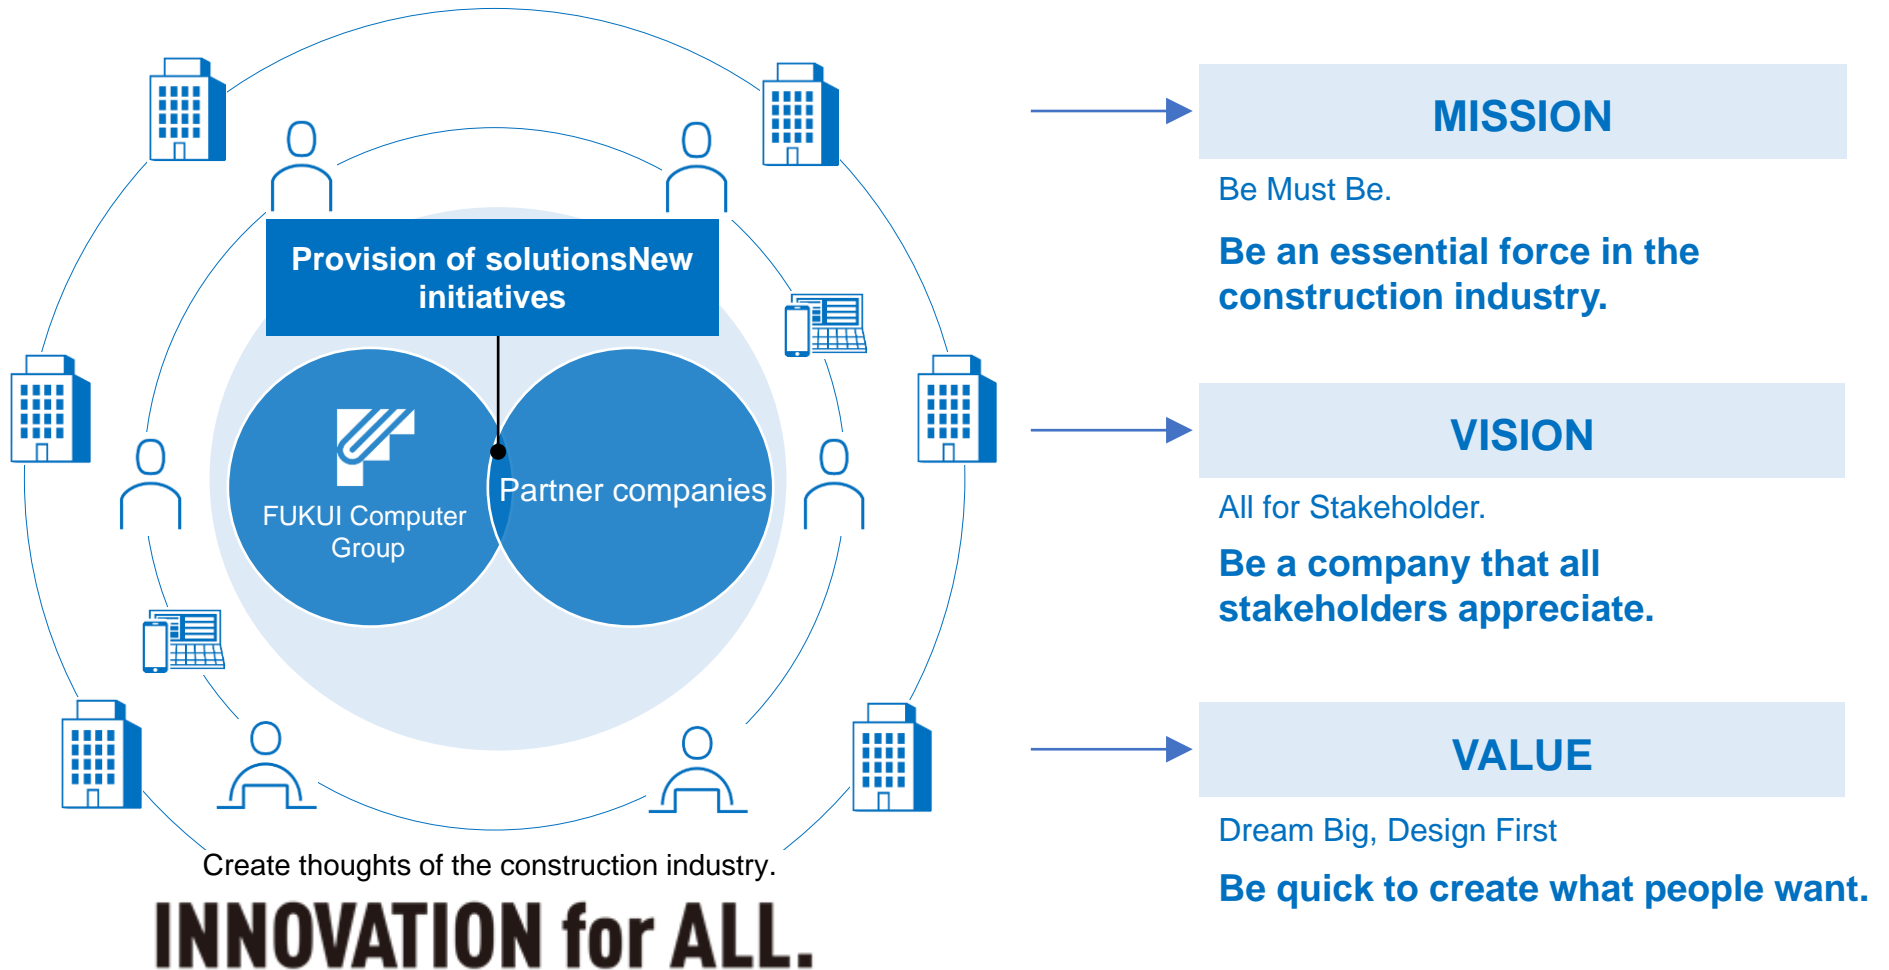 Provision of solutionsNew
initiatives
FUKUI Computer
Group
Partner companies
Create thoughts of the construction industry.
INNOVATION for ALL.
MISSION
Be Must Be.
Be an essential force in the
construction industry.
VISION
All for Stakeholder.
Be a company that all
stakeholders appreciate.
VALUE
Dream Big, Design First
Be quick to create what people want.